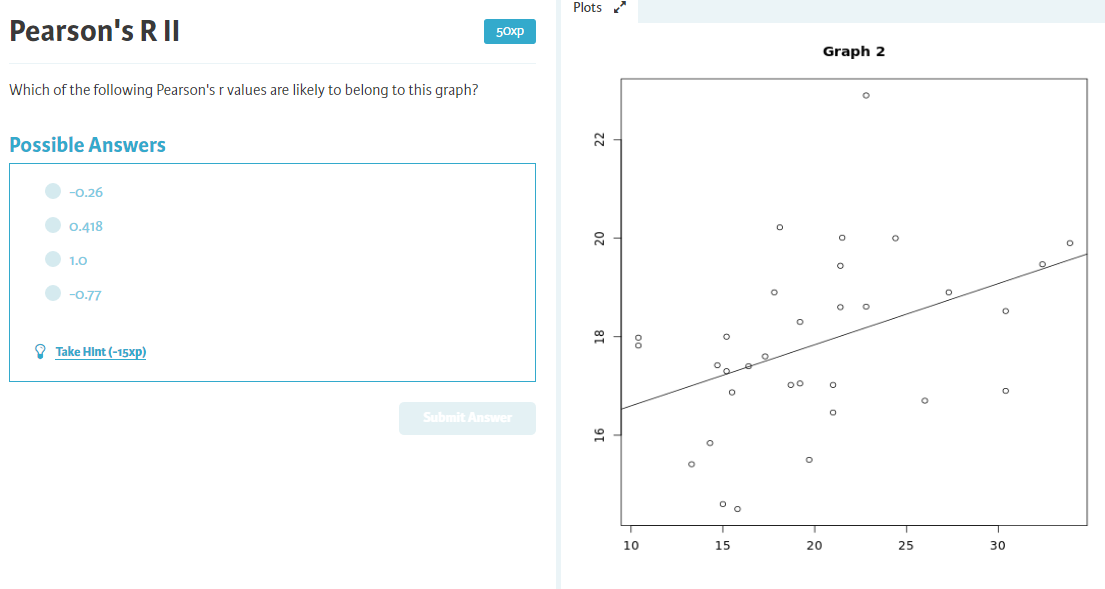 Pearson's R II
50xp
Which of the following Pearson's r values are likely to belong to this graph?
Possible Answers
-0.26
0.418
1.0
-0.77
Take Hint (-15xp)
Submit Answer
Plots
Graph 2
22
20
18
16
10 15 20 25 30